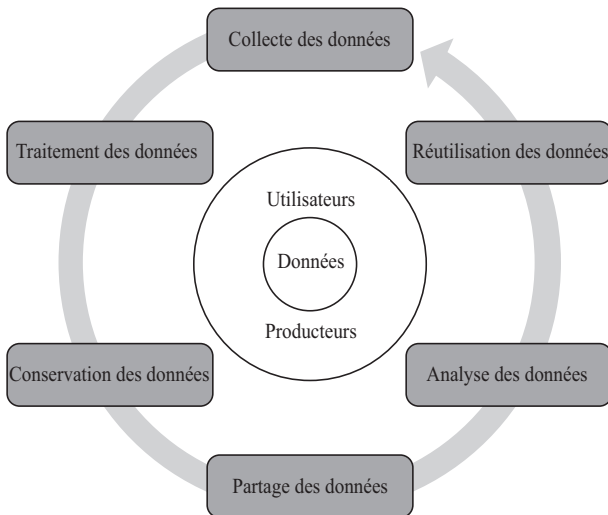 Collecte des données
Traitement des données
Réutilisation des données
Utilisateurs
Données
Producteurs
Conservation des données
Analyse des données
Partage des données